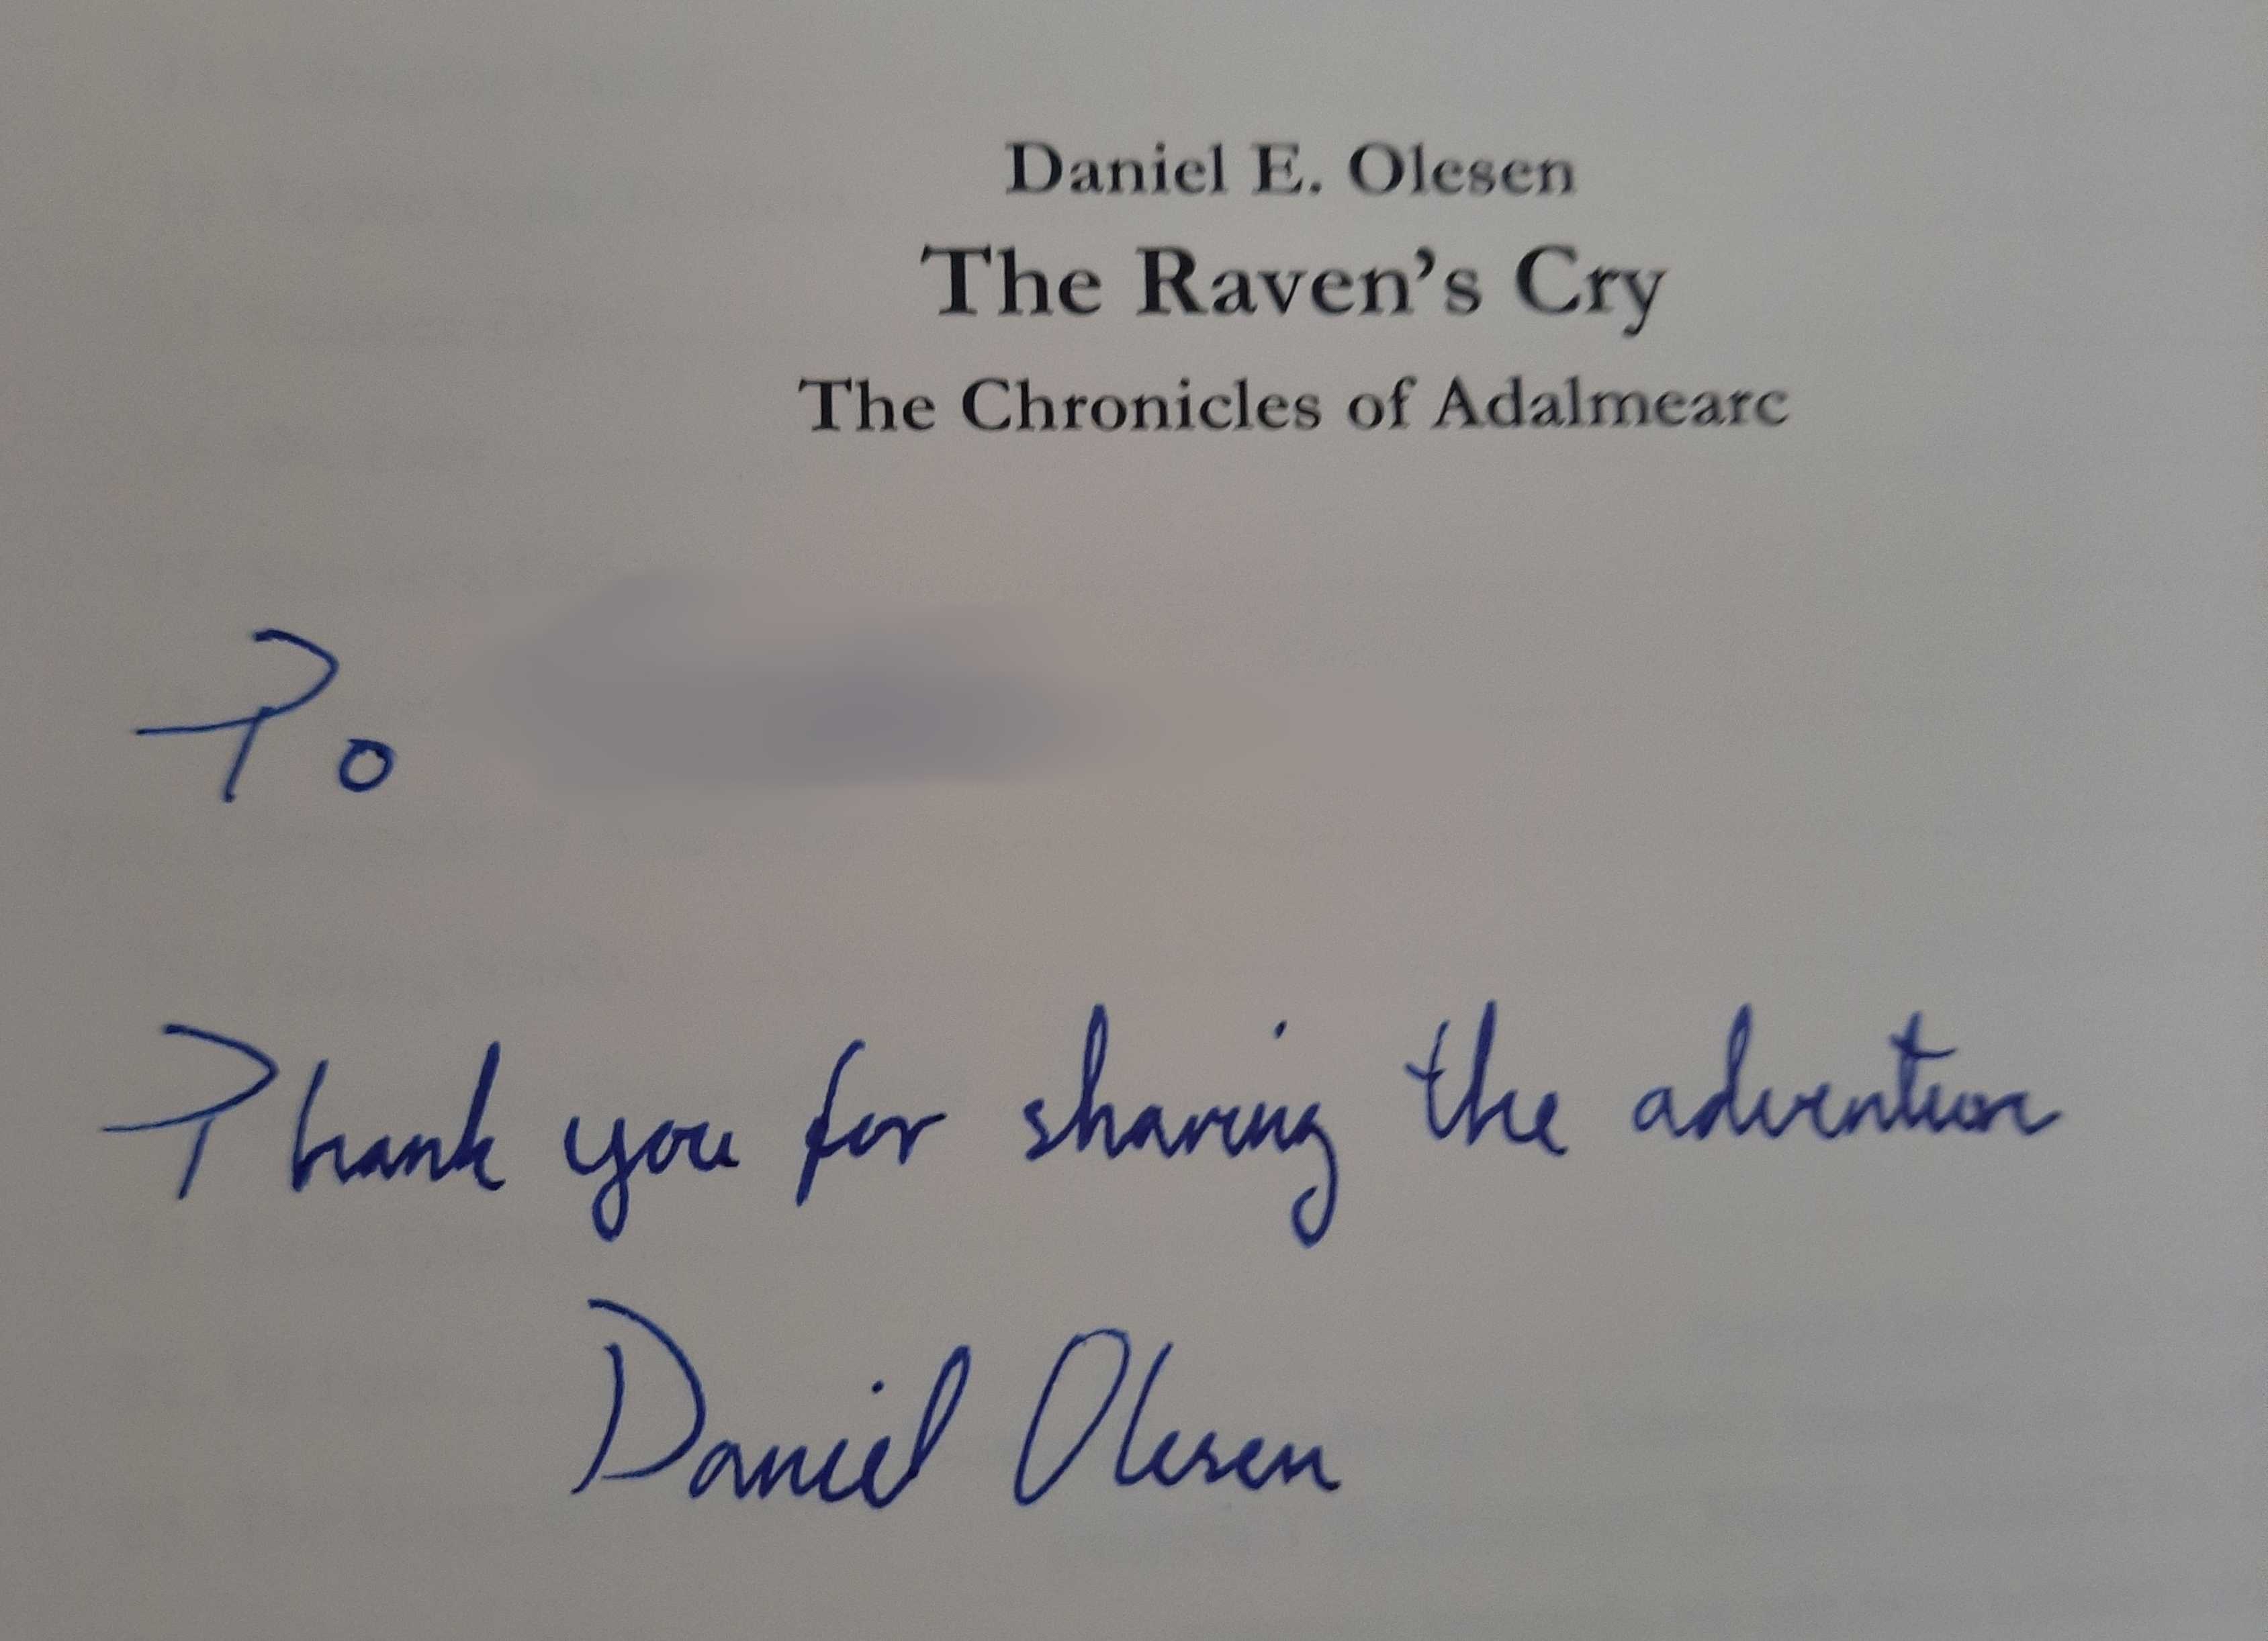 Daniel E. Olesen
The Raven's Cry
The Chronicles of Adalmearc
To
Thank you for sharing the adventure
Daniel Olesen